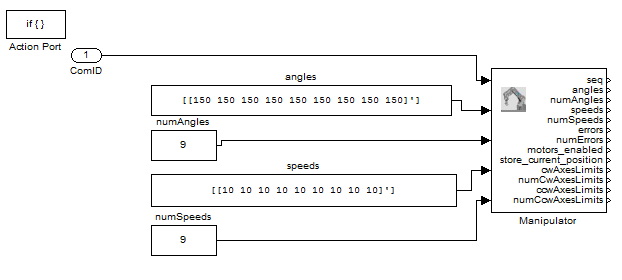 if { }
Action Port
1
ComID
angles
[[150 150 150 150 150 150 150 150 150]']
numAngles
9
speeds
[[10 10 10 10 10 10 10 10 10]']
numSpeeds
9
seq
angles
numAngles
speeds
numSpeeds
errors
numErrors
motors_enabled
store_current_position
cwAxesLimits
numCwAxesLimits
ccwAxesLimits
numCcwAxesLimits
Manipulator